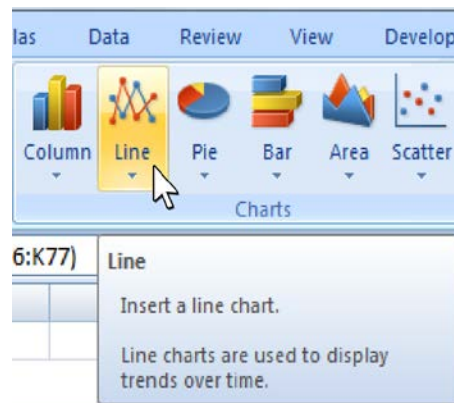 las Data Review View Develop
Column Line Pie Bar Area Scatter
Charts
6:K77)
Line
Insert a line chart.
Line charts are used to display
trends over time.